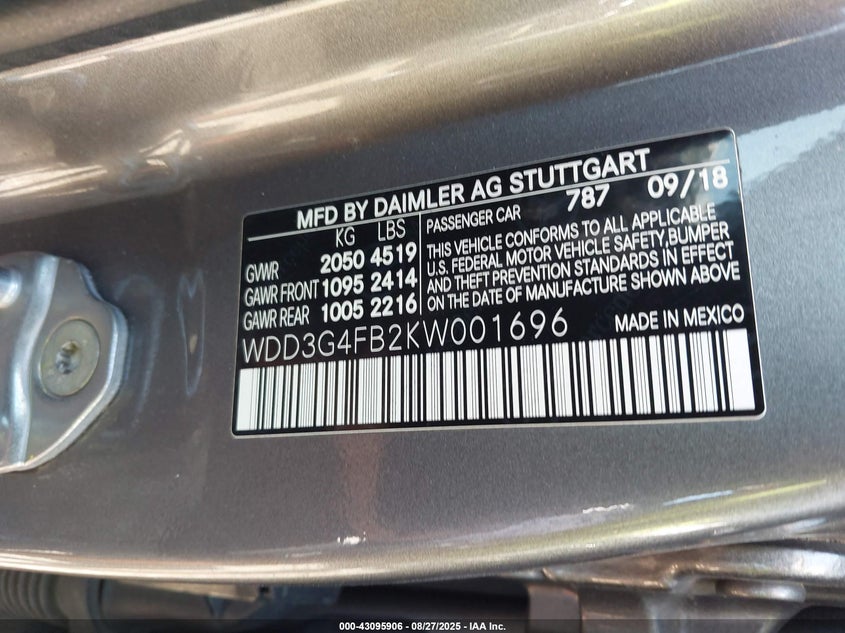 MFD BY DAIMLER AG STUTTGART
KG LBS
GVWR 2050 4519
GAWR FRONT 1095 2414
GAWR REAR 1005 2216
PASSENGER CAR 787 09/18
THIS VEHICLE CONFORMS TO ALL APPLICABLE
U.S. FEDERAL MOTOR VEHICLE SAFETY, BUMPER
AND THEFT PREVENTION STANDARDS IN EFFECT
ON THE DATE OF MANUFACTURE SHOWN ABOVE
WDD3G4FB2KW001696 MADE IN MEXICO
000-43095906 - 08/27/2025 - IAA Inc.